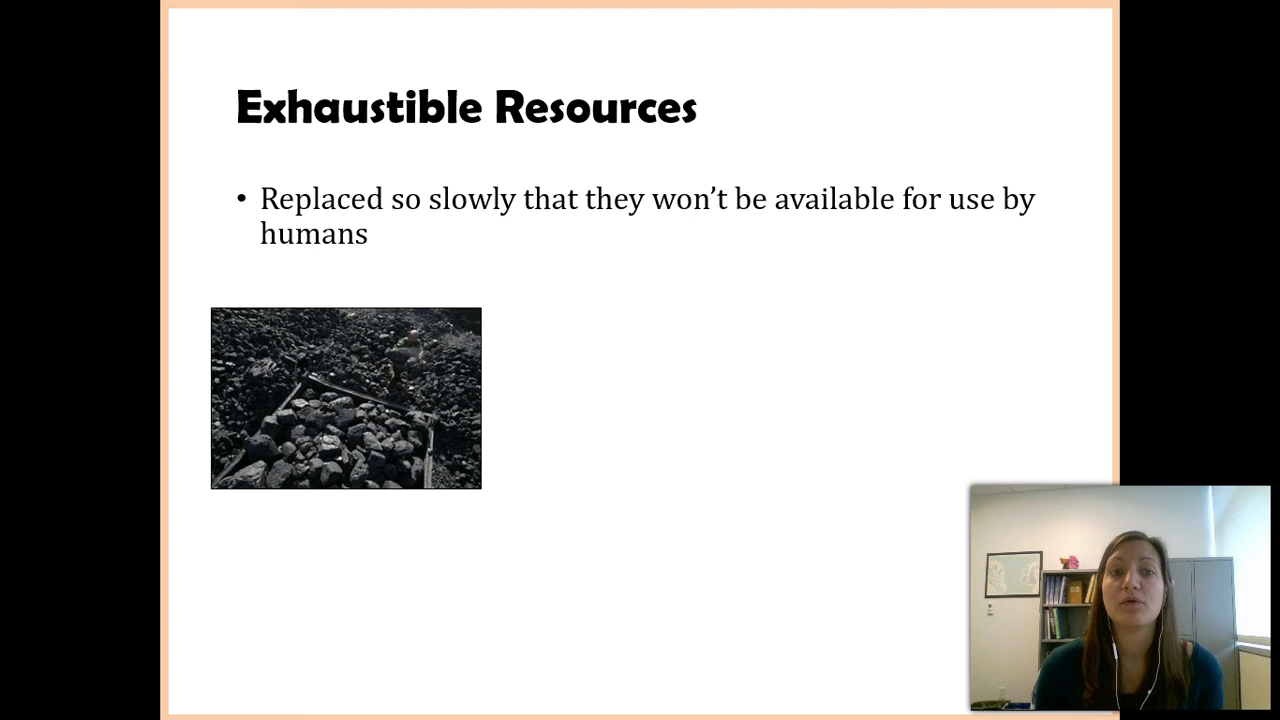 Exhaustible Resources
• Replaced so slowly that they won’t be available for use by
humans